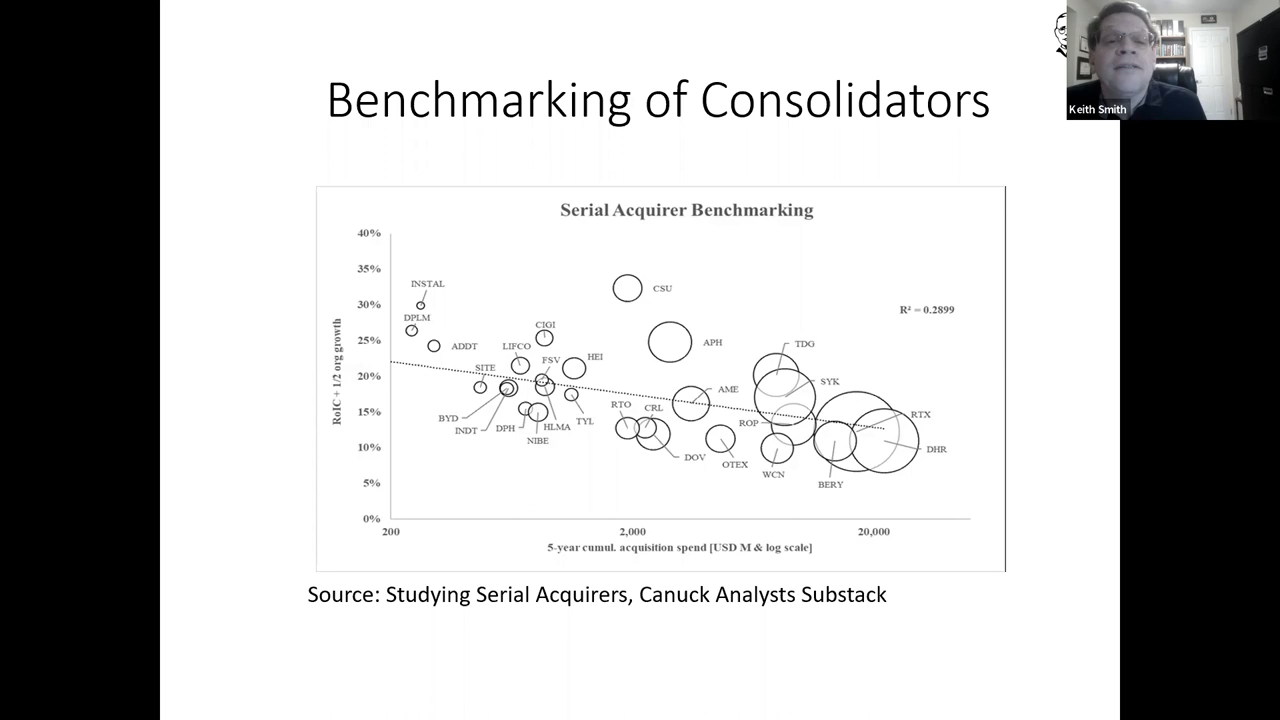 Benchmarking of Consolidators
Keith Smith
Serial Acquirer Benchmarking
40%
35%
30%
25%
20%
15%
10%
5%
0%
RoIC + 1/2 org growth
INSTAL
DPLM
ADDT
CIGI
LIFCO
FSV
HEI
SITE
BYD
INDT
DPH
NIBE
HLMA
TYL
CSU
APH
AME
RTO
CRL
DOV
OTEX
TDG
SYK
ROP
WCN
BERY
RTX
DHR
R² = 0.2899
200
2,000
20,000
5-year cumul. acquisition spend [USD M & log scale]
Source: Studying Serial Acquirers, Canuck Analysts Substack